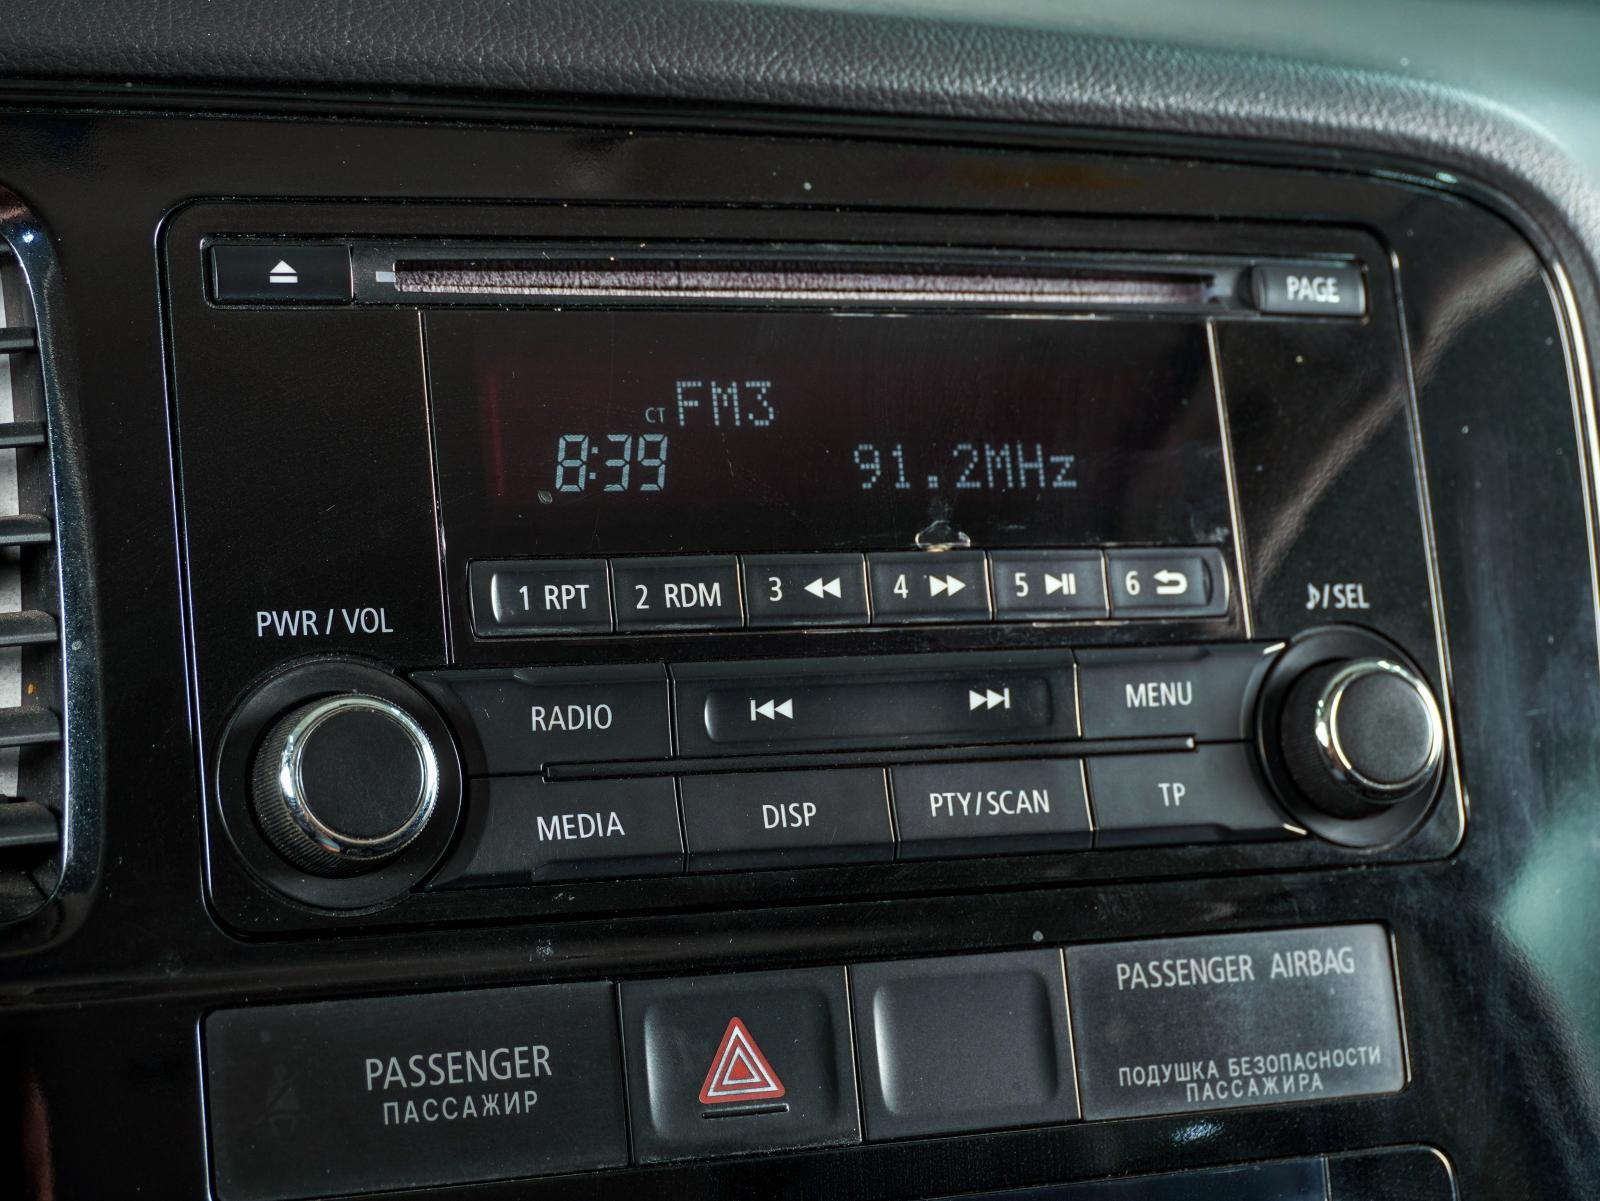 PAGE
CT FM3
8:39 91.2MHz
1 RPT 2 RDM 3 4 5 6
PWR / VOL
/SEL
RADIO MENU
MEDIA DISP PTY/SCAN TP
PASSENGER
ПАССАЖИР
PASSENGER AIRBAG
ПОДУШКА БЕЗОПАСНОСТИ
ПАССАЖИРА